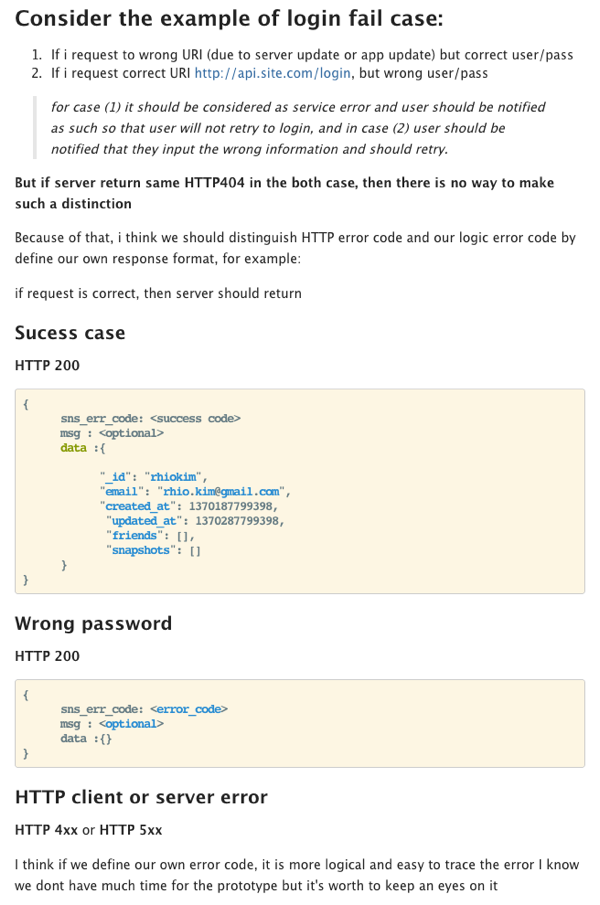 Consider the example of login fail case:
1. If i request to wrong URI (due to server update or app update) but correct user/pass
2. If i request correct URI http://api.site.com/login, but wrong user/pass
for case (1) it should be considered as service error and user should be notified
as such so that user will not retry to login, and in case (2) user should be
notified that they input the wrong information and should retry.
But if server return same HTTP404 in the both case, then there is no way to make
such a distinction
Because of that, i think we should distinguish HTTP error code and our logic error code by
define our own response format, for example:
if request is correct, then server should return
Sucess case
HTTP 200
{
sns_err_code: <success code>
msg : <optional>
data :{
"_id": "rhiokim",
"email": "rhio.kim@gmail.com",
"created_at": 1370187799398,
"updated_at": 1370287799398,
"friends": [],
"snapshots": []
}
}
Wrong password
HTTP 200
{
sns_err_code: <error_code>
msg : <optional>
data :{}
}
HTTP client or server error
HTTP 4xx or HTTP 5xx
I think if we define our own error code, it is more logical and easy to trace the error I know
we dont have much time for the prototype but it's worth to keep an eyes on it